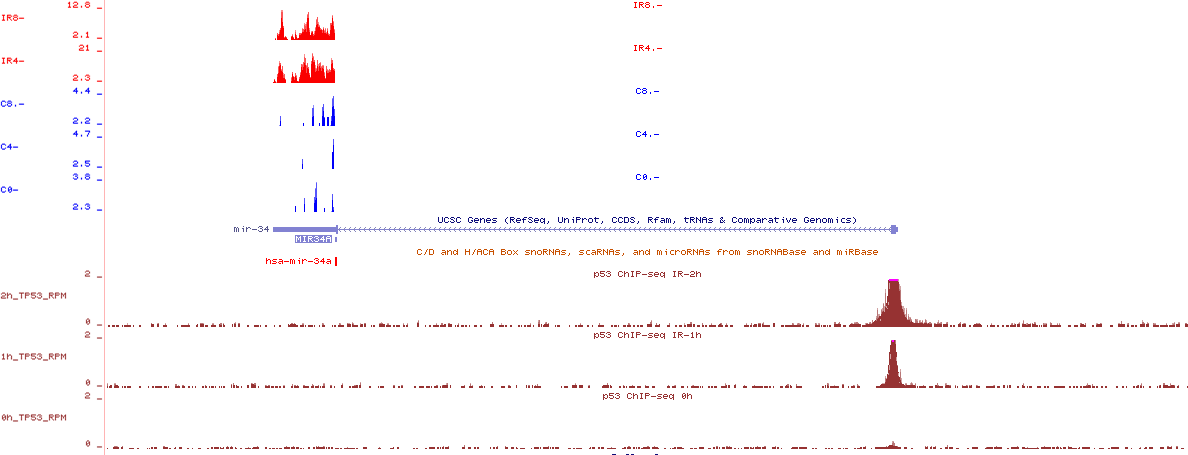 12.8 _
IR8.-
IR8-
2.1 _
21 _
IR4.-
IR4-
2.3 _
4.4 _
C8.-
C8.-
2.2 _
4.7 _
C4.-
C4-
2.5 _
3.8 _
C0.-
C0-
2.3 _
UCSC Genes (RefSeq, UniProt, CCDS, Rfam, tRNAs & Comparative Genomics)
mir-34
MIR34A
C/D and H/ACA Box snoRNAs, scaRNAs, and microRNAs from snoRNABase and miRBase
hsa-mir-34a
p53 ChIP-seq IR-2h
2 _
2h_TP53_RPM
0 _
p53 ChIP-seq IR-1h
2 _
1h_TP53_RPM
0 _
p53 ChIP-seq 0h
2 _
0h_TP53_RPM
0 _